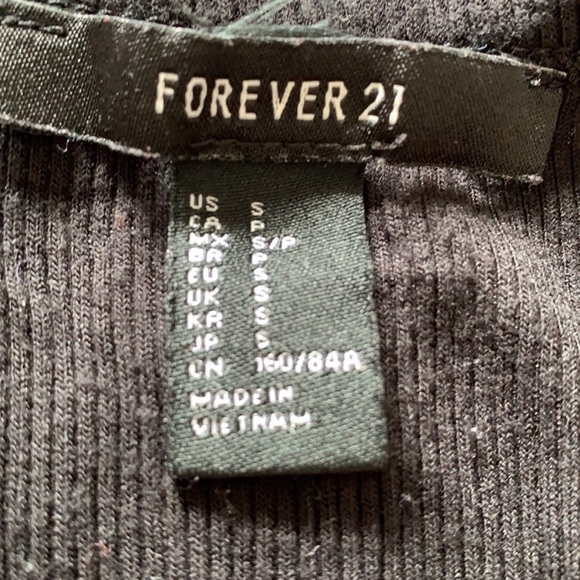 FOREVER 21
US S
CA P
MX S/P
BR P
EU S
UK S
KR S
JP S
CN 160/84A
MADE IN
VIETNAM